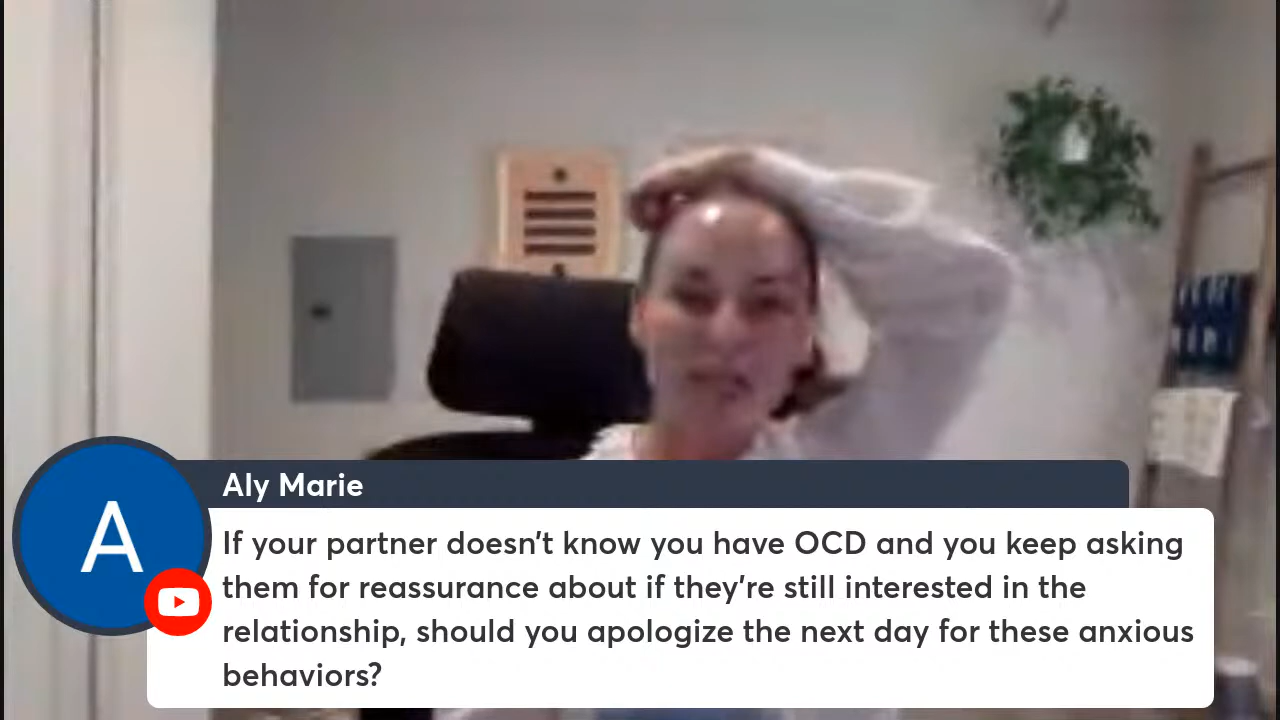 Aly Marie
A
If your partner doesn't know you have OCD and you keep asking
them for reassurance about if they're still interested in the
relationship, should you apologize the next day for these anxious
behaviors?